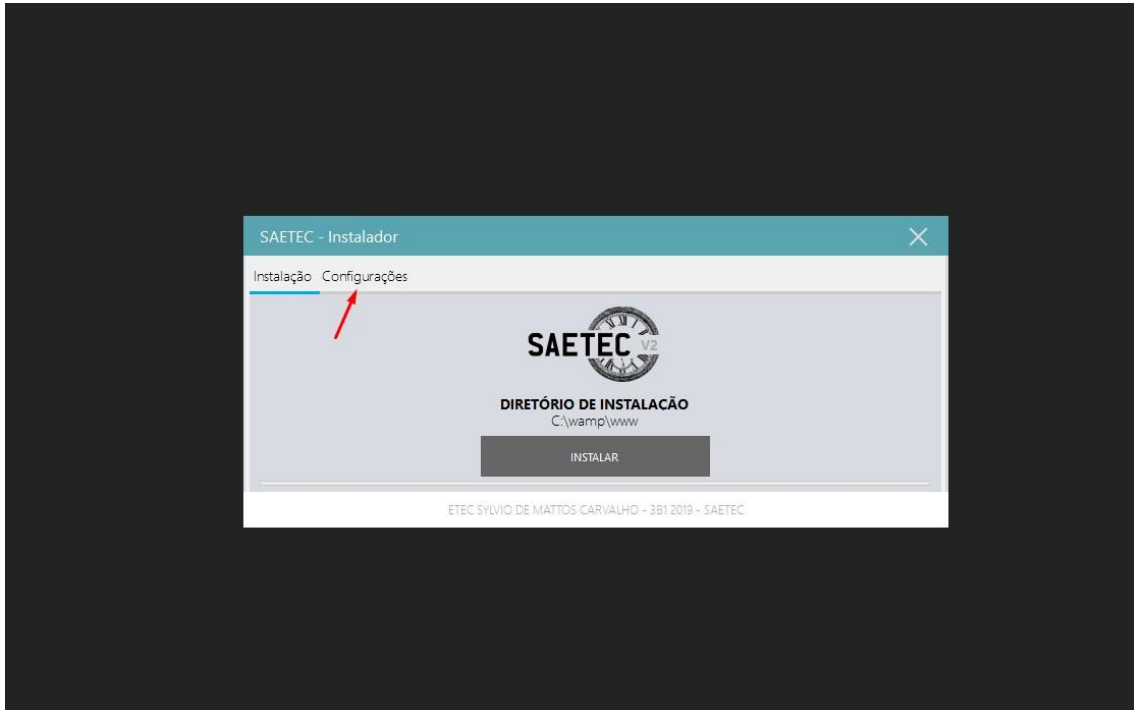 SAETEC - Instalador
Instalação Configurações
SAETEC V2
DIRETÓRIO DE INSTALAÇÃO
C:\wamp\www
INSTALAR
ETEC SYLVIO DE MATTOS CARVALHO - 3B1 2019 - SAETEC